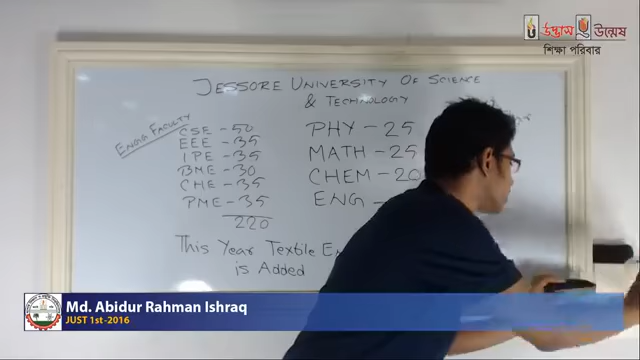 উদ্ভাস উন্মেষ
শিক্ষা পরিবার
JESSORE UNIVERSITY OF SCIENCE
& TECHNOLOGY
ENGG FACULTY
CSE - 50
EEE - 35
IPE - 35
BME - 30
CHE - 35
PME - 35
220
PHY - 25
MATH - 25
CHEM - 20
ENG -
This Year Textile
is Added
Md. Abidur Rahman Ishraq
JUST 1st-2016